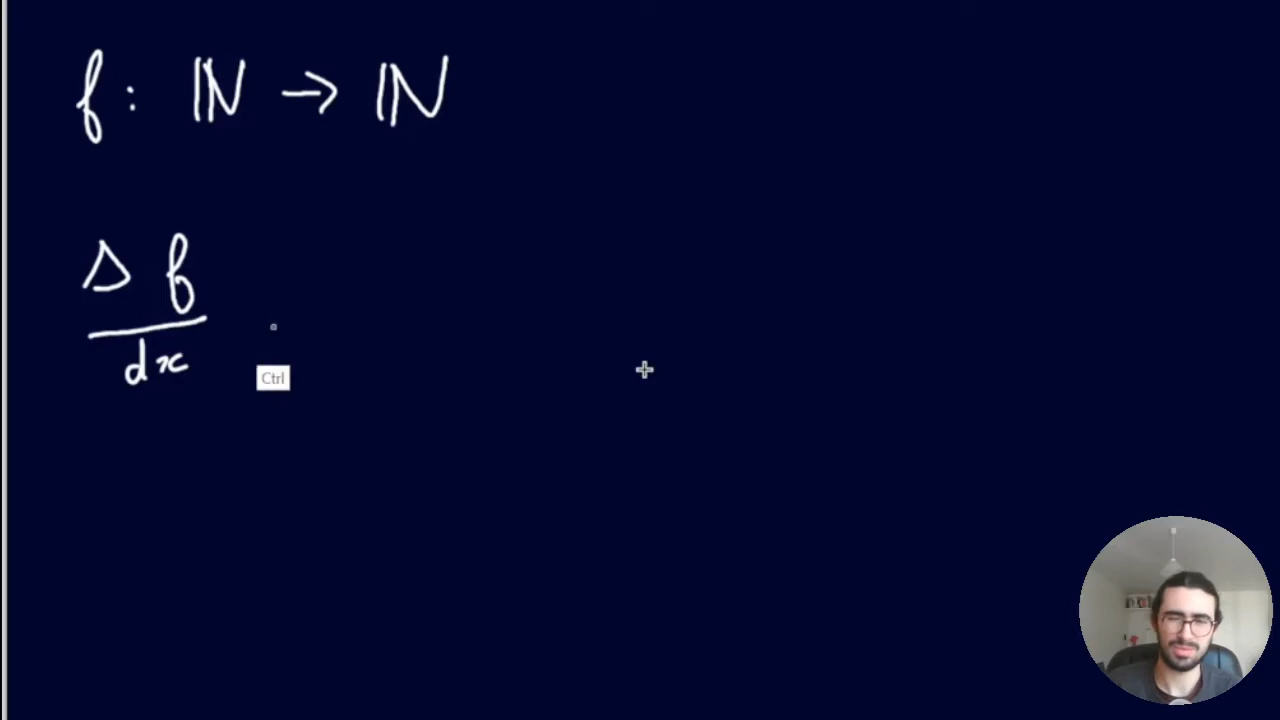 f: ℕ → ℕ
Δ f
dx
Ctrl